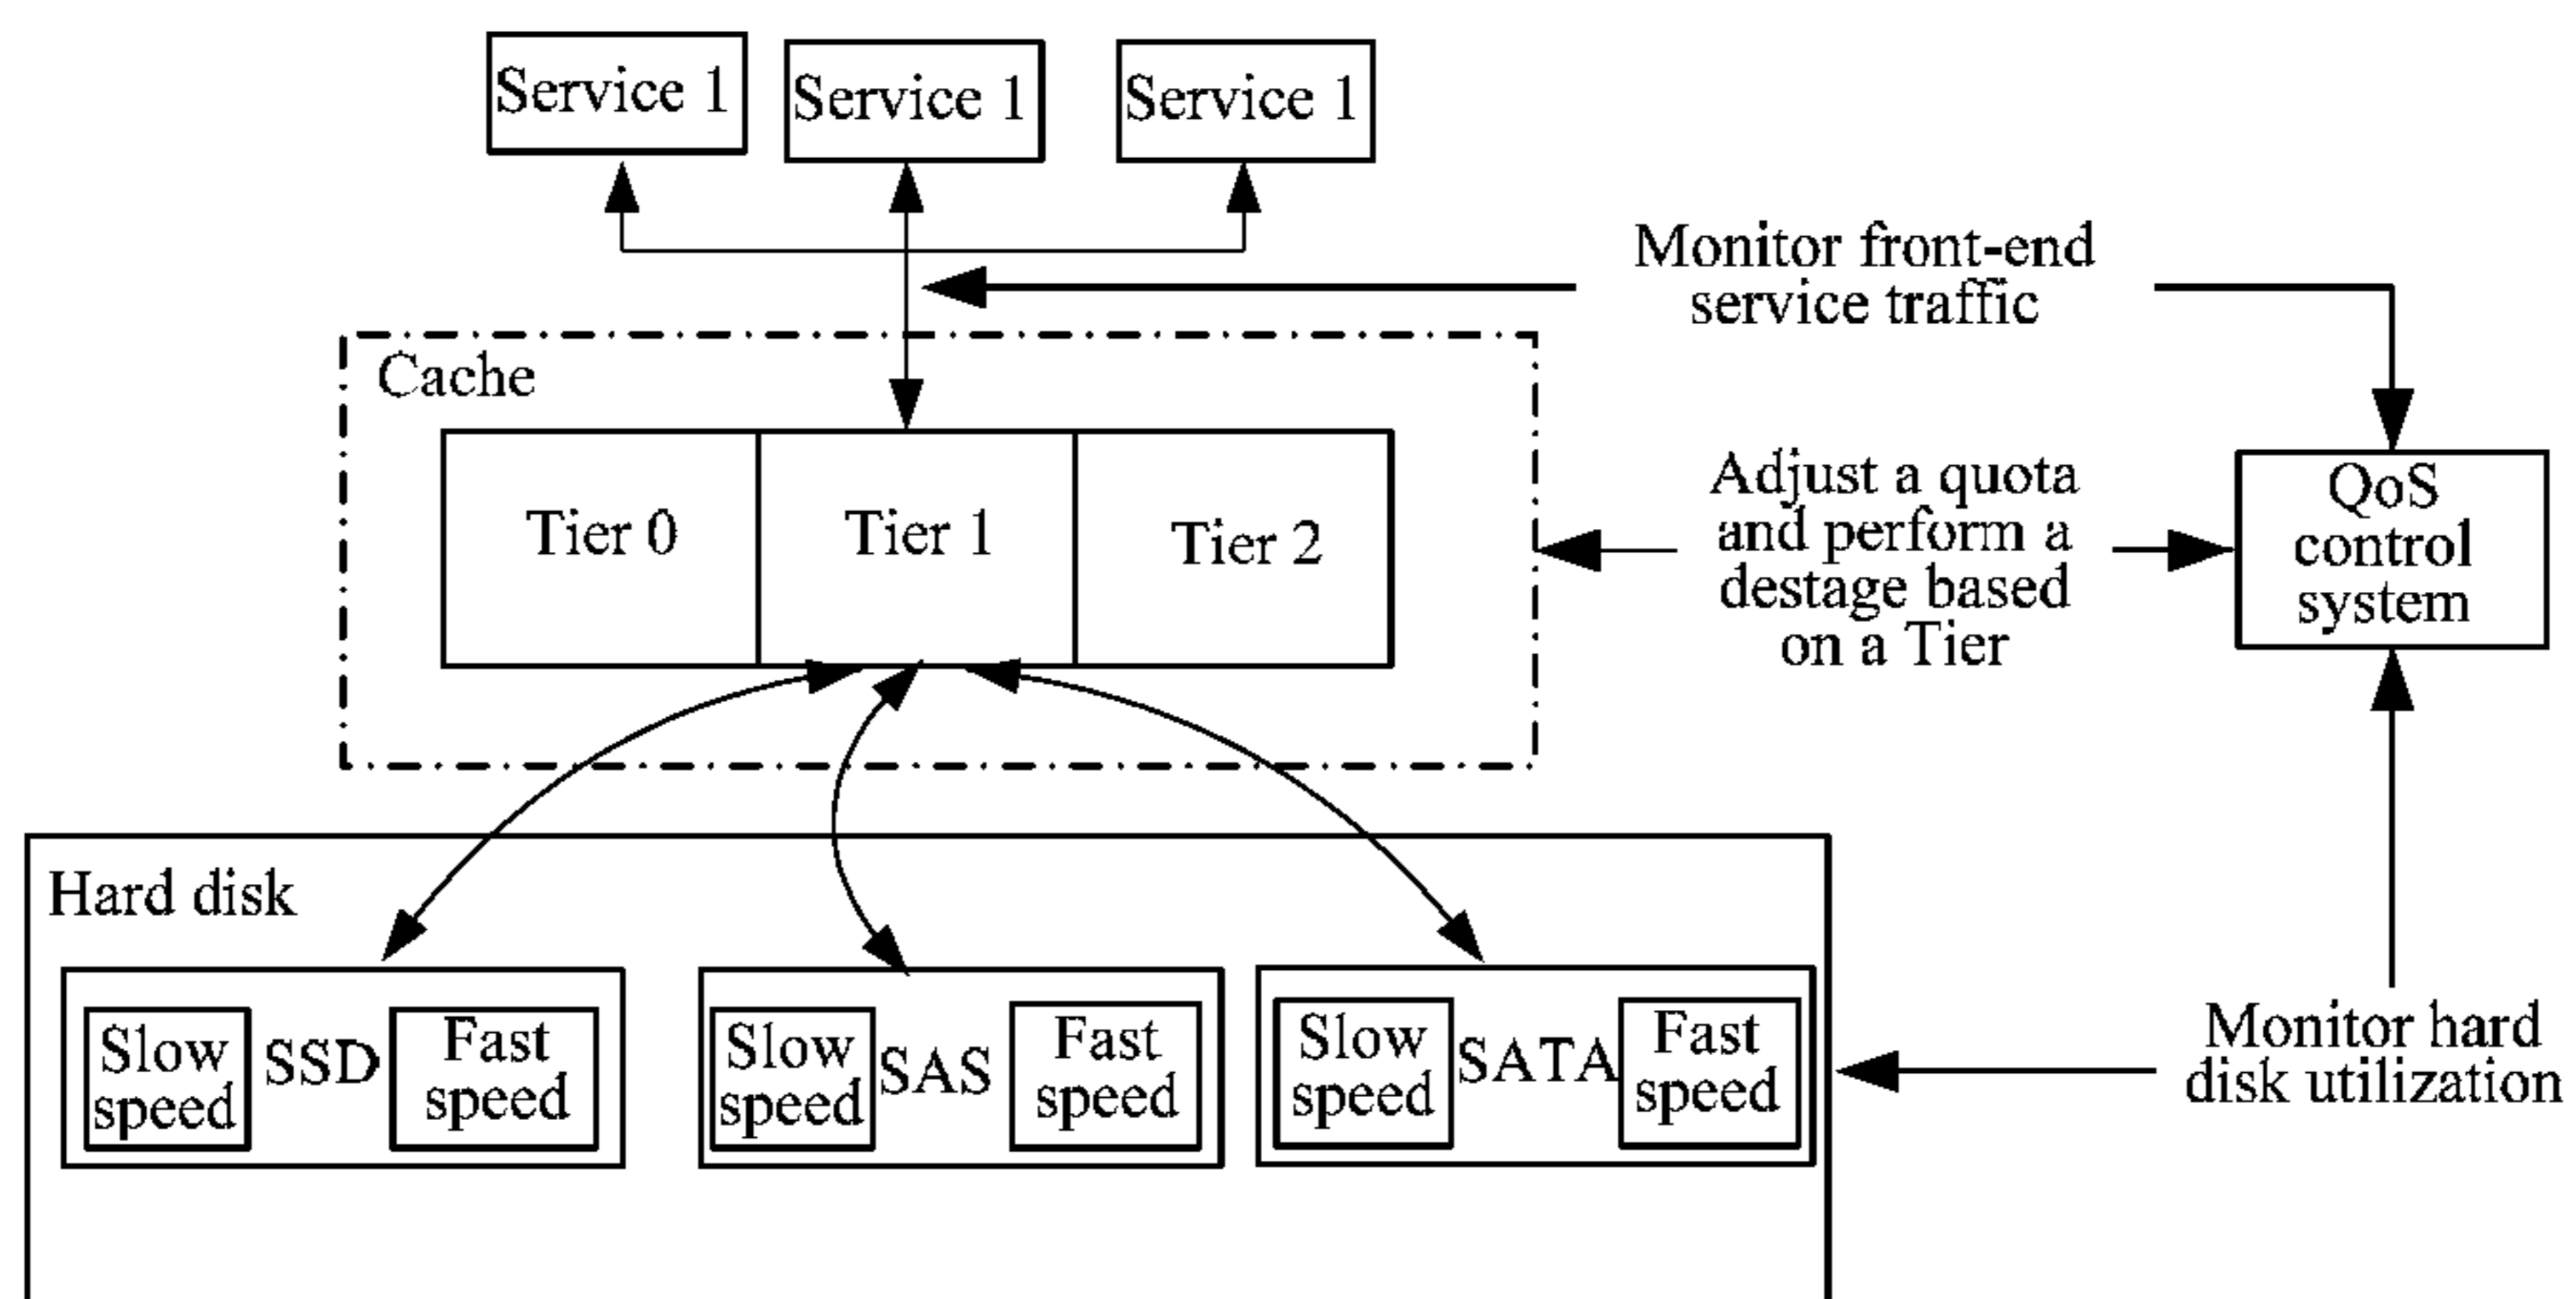 Service 1
Service 1
Service 1
Monitor front-end
service traffic
Cache
Tier 0
Tier 1
Tier 2
Adjust a quota
and perform a
destage based
on a Tier
QoS
control
system
Hard disk
Slow
speed
SSD
Fast
speed
Slow
speed
SAS
Fast
speed
Slow
speed
SATA
Fast
speed
Monitor hard
disk utilization